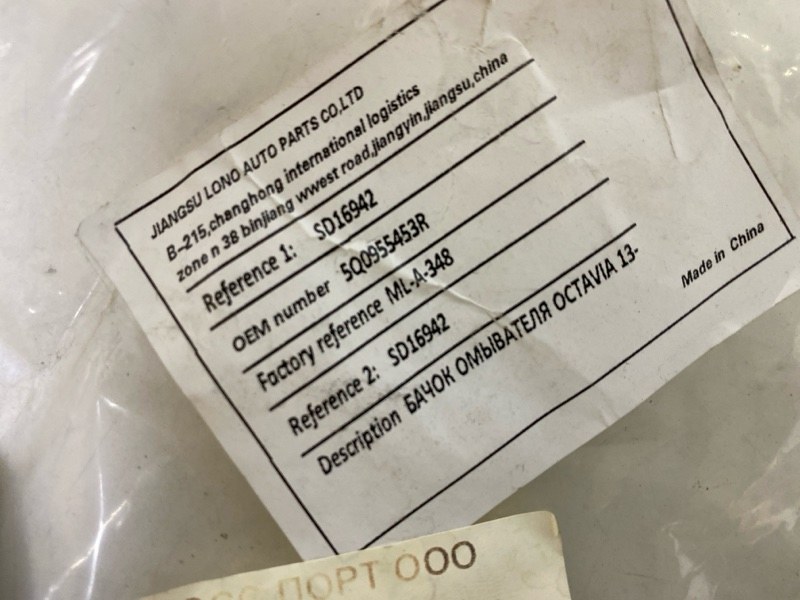 JIANGSU LONO AUTO PARTS CO,LTD
B-215,changhong international logistics
zone n 38 binjiang wwest road,jiangyin,jiangsu,china
Reference 1: SD16942
OEM number 5Q0955453R
Factory reference ML-A-348
Reference 2: SD16942
Description БАЧОК ОМЫВАТЕЛЯ OCTAVIA 13-
Made in China
ПОРТ ООО